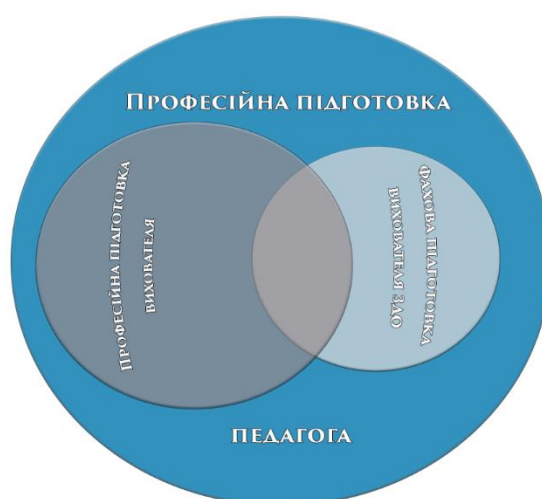 ПРОФЕСІЙНА ПІДГОТОВКА
ПРОФЕСІЙНА ПІДГОТОВКА
ВИХОВАТЕЛЯ
ФАХОВА ПІДГОТОВКА
ВИХОВАТЕЛЯ ЗДО
ПЕДАГОГА